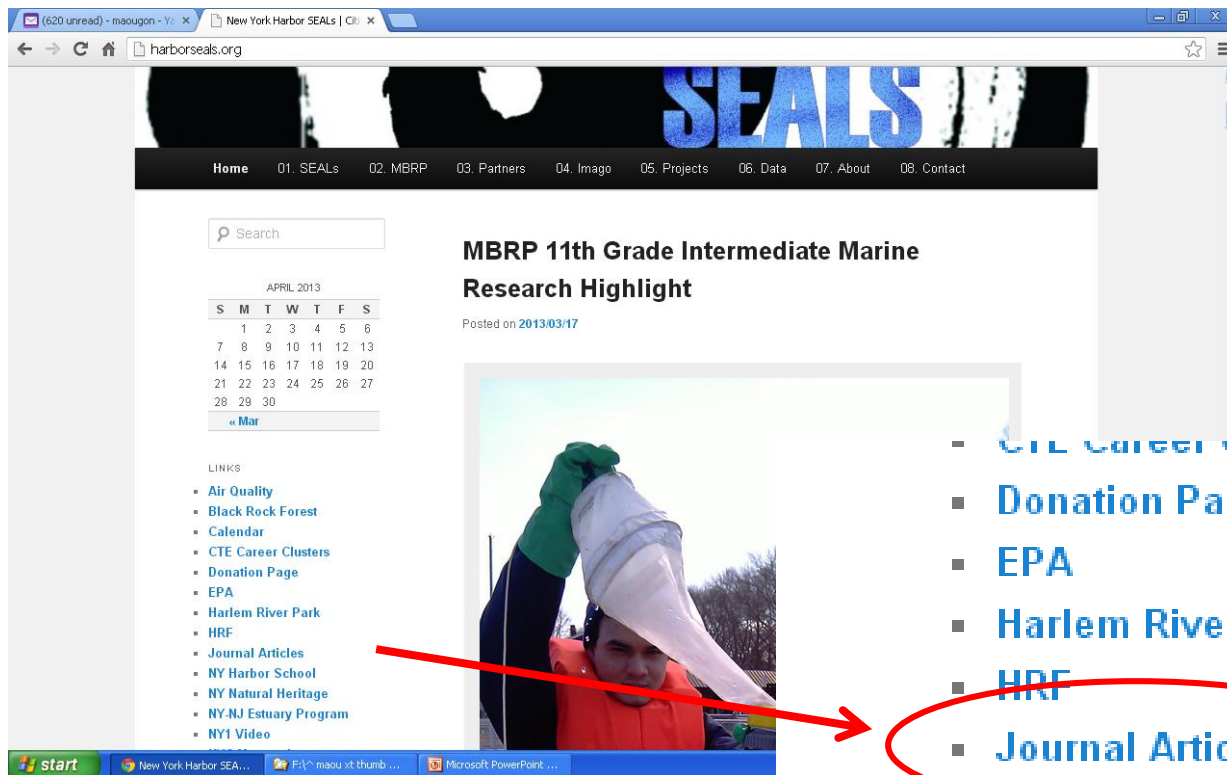 (620 unread) - maougon - Ya
New York Harbor SEALs | Citi
harborseals.org
SEALS
Home 01. SEALs 02. MBRP 03. Partners 04. Imago 05. Projects 06. Data 07. About 08. Contact
Search
APRIL 2013
S M T W T F S
1 2 3 4 5 6
7 8 9 10 11 12 13
14 15 16 17 18 19 20
21 22 23 24 25 26 27
28 29 30
« Mar
LINKS
Air Quality
Black Rock Forest
Calendar
CTE Career Clusters
Donation Page
EPA
Harlem River Park
HRF
Journal Articles
NY Harbor School
NY Natural Heritage
NY-NJ Estuary Program
NY1 Video
MBRP 11th Grade Intermediate Marine
Research Highlight
Posted on 2013/03/17
CTE Career
Donation Pa
EPA
Harlem Rive
HRF
Journal Artic
start
New York Harbor SEA...
F:\^ maou xt thumb ...
Microsoft PowerPoint ...